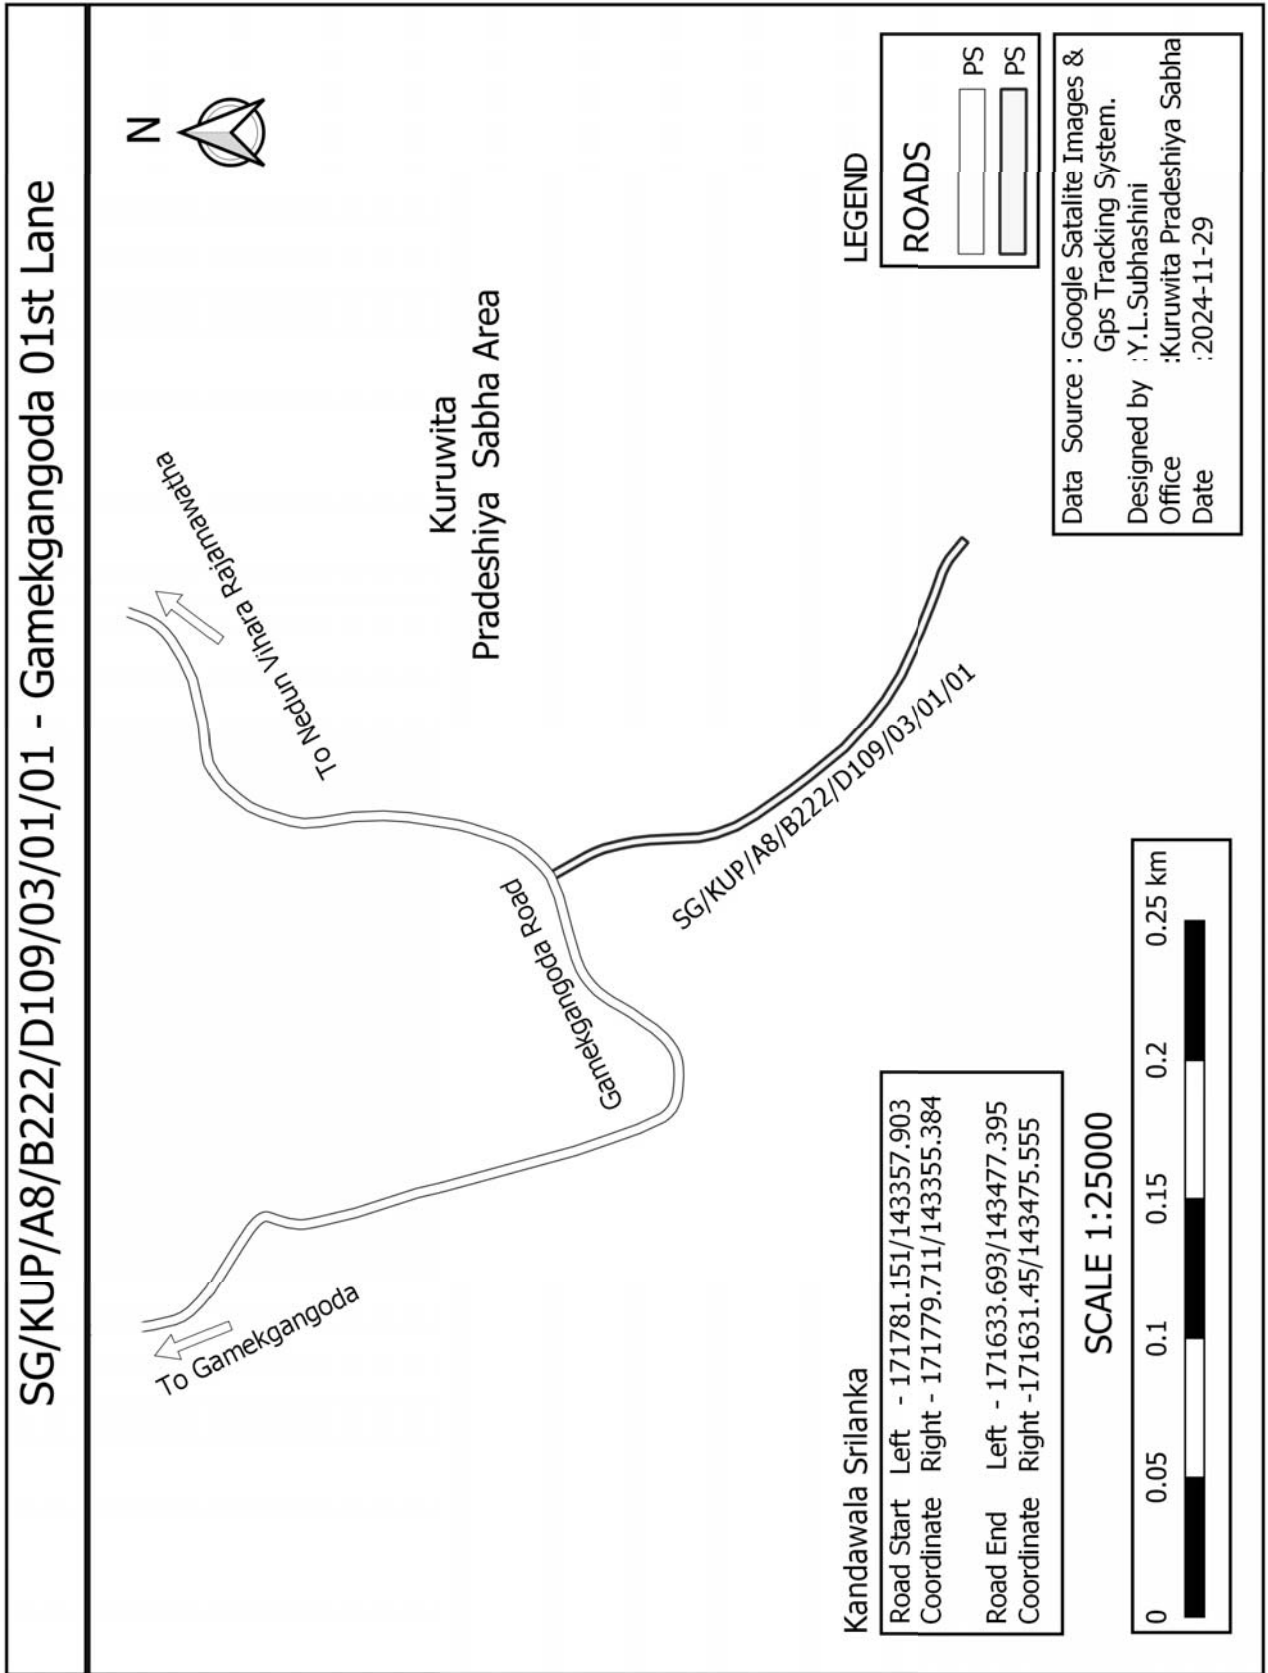 SG/KUP/A8/B222/D109/03/01/01 - Gamekgangoda 01st Lane
N
To Nedun Vihara Rajamawatha
To Gamekgangoda
Kuruwita
Pradeshiya Sabha Area
Gamekgangoda Road
SG/KUP/A8/B222/D109/03/01/01
Kandawala Srilanka
Road Start Left - 171781.151/143357.903
Coordinate Right - 171779.711/143355.384
Road End Left - 171633.693/143477.395
Coordinate Right -171631.45/143475.555
SCALE 1:25000
0 0.05 0.1 0.15 0.2 0.25 km
LEGEND
ROADS
PS
PS
Data Source : Google Satalite Images &
Gps Tracking System.
Designed by : Y.L.Subhashini
Office :Kuruwita Pradeshiya Sabha
Date :2024-11-29